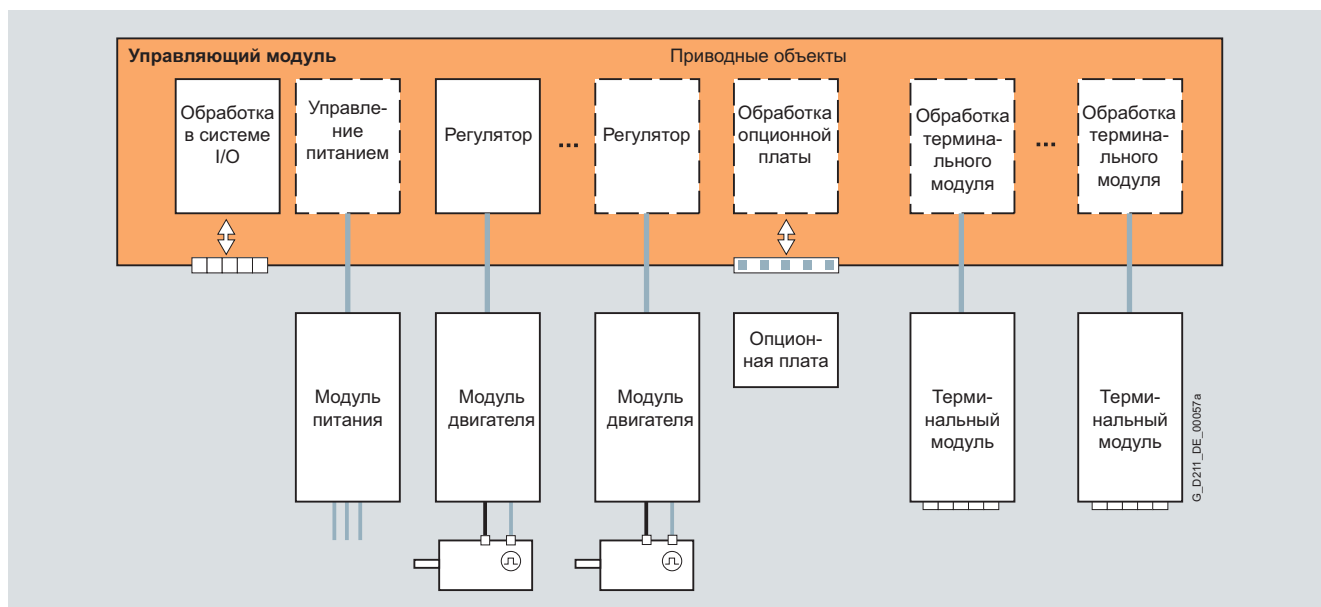 Управляющий модуль
Приводные объекты
Обработка
в системе
I/O
Управле-
ние
питанием
Регулятор
...
Регулятор
Обработка
опционной
платы
Обработка
термина-
льного
модуля
...
Обработка
термина-
льного
модуля
Модуль
питания
Модуль
двигателя
Модуль
двигателя
Опцион-
ная плата
Терми-
нальный
модуль
Терми-
нальный
модуль
G_D211_DE_00057a